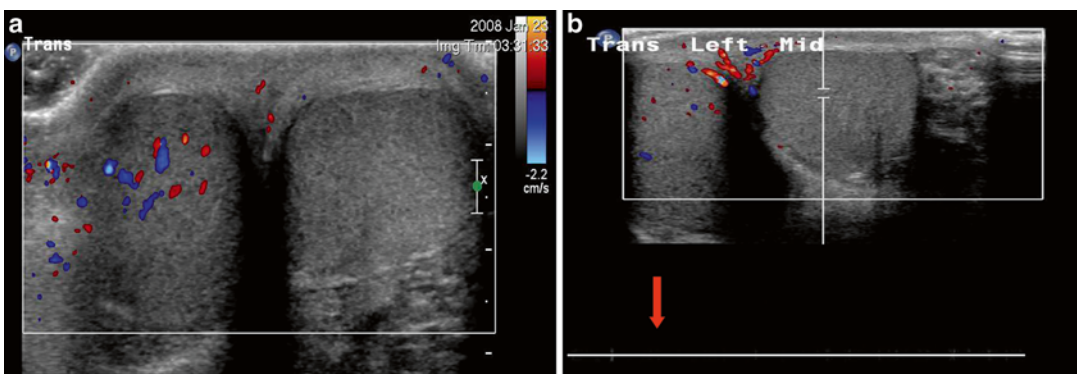 a
Trans
2008 Jan 23
Img Tm: 03:31:33
x
-2.2
cm/s
b
P
Trans Left Mid